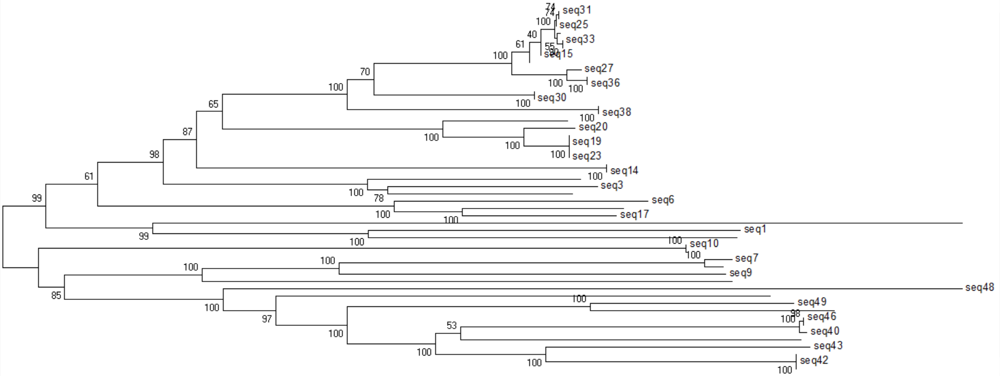 74
74 seq31
100 seq25
40 seq33
61 55
100 seq15
70 seq27
100 100 100 seq36
65 100 seq30
100 seq38
87 100 seq20
100 seq19
98 100 seq23
61 100 seq14
99 100 seq3
78 seq6
100 100 seq17
99 100 seq1
100 seq10
100 100 seq7
100 seq9
85 seq48
100 100 seq49
97 100 98 seq46
100 53 seq40
100 seq43
100 seq42
100